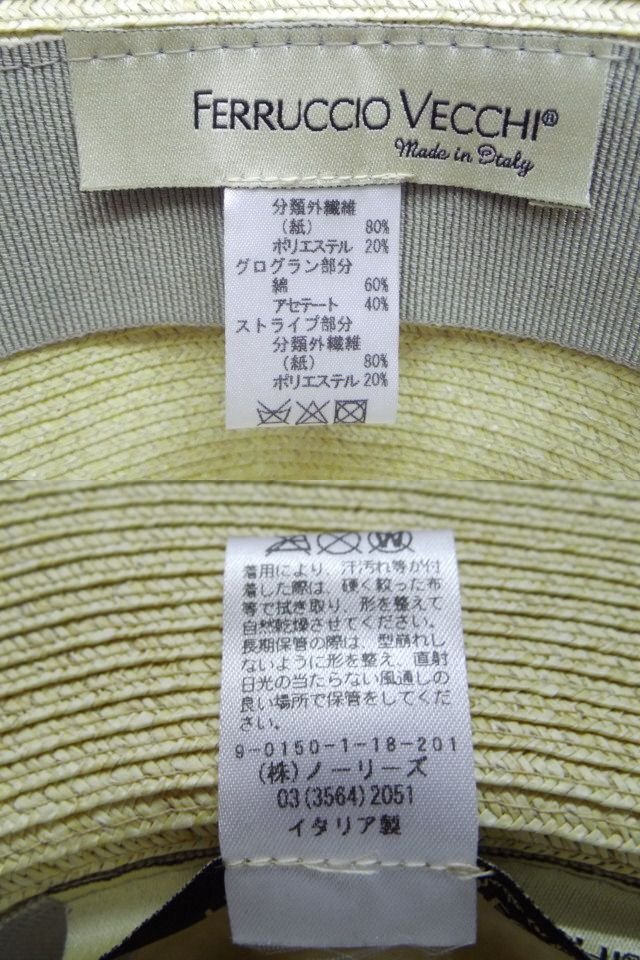 FERRUCCIO VECCHI®
Made in Italy
分類外繊維
（紙） 80%
ポリエステル 20%
グログラン部分
綿 60%
アセテート 40%
ストライプ部分
分類外繊維
（紙） 80%
ポリエステル 20%
着用により、汗汚れ等が付
着した際は、硬く絞った布
等で拭き取り、形を整えて
自然乾燥させてください。
長期保管の際は、型崩れし
ないように形を整え、直射
日光の当たらない風通しの
良い場所で保管をしてくだ
さい。
9-0150-1-18-201
(株)ノーリーズ
03(3564)2051
イタリア製